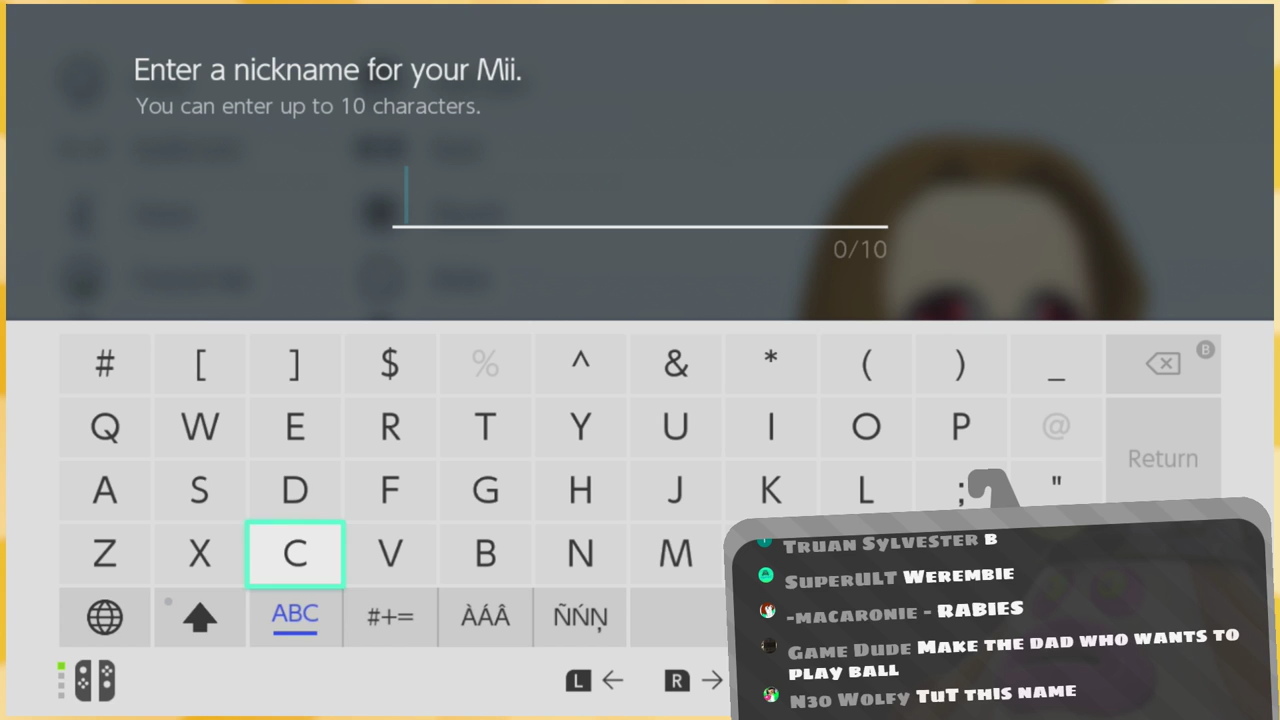 Enter a nickname for your Mii.
You can enter up to 10 characters.
0/10
# [ ] $ % ^ & * ( ) _ B
Q W E R T Y U I O P @
Return
A S D F G H J K L ; "
Z X C V B N M
ABC #+= ÀÁÂ ÑŃŅ
L ← R →
TRUAN SYLVESTER B
SUPERULT WEREMBIE
-MACARONIE - RABIES
GAME DUDE MAKE THE DAD WHO WANTS TO
PLAY BALL
N30 WOLFY TUT THIS NAME